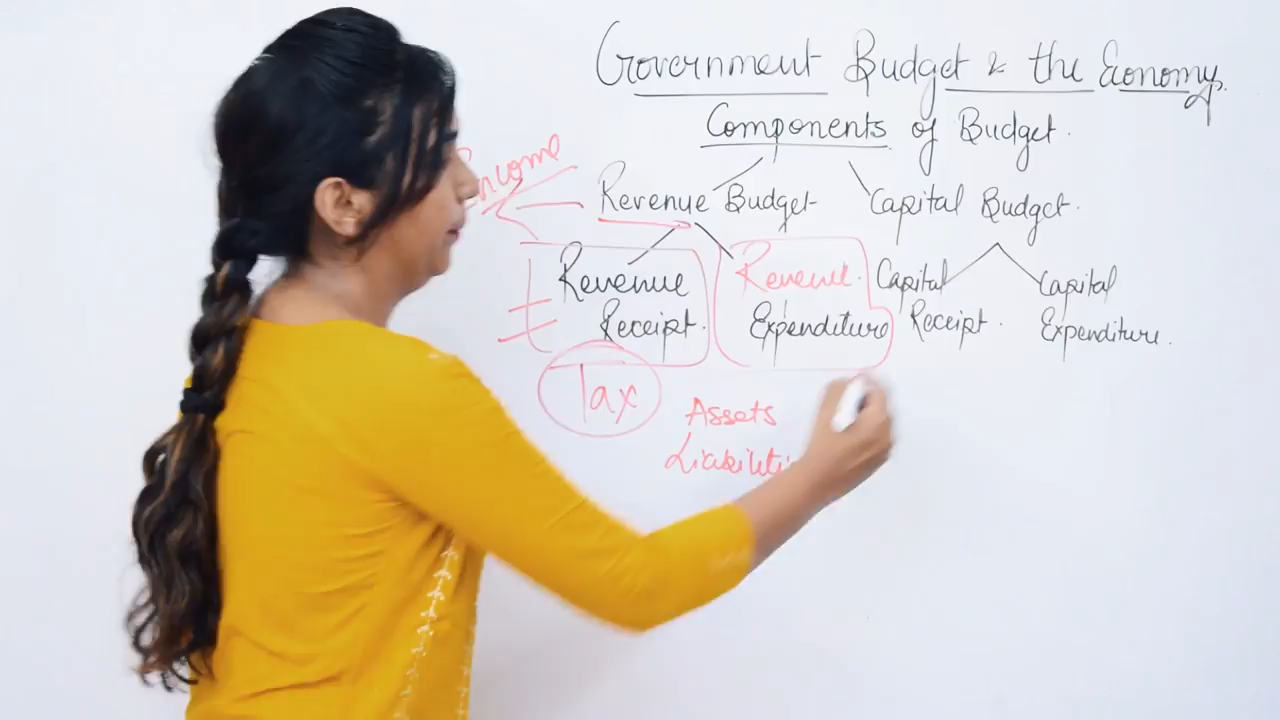 Government Budget & the Economy.
Components of Budget.
Income
Revenue Budget
Capital Budget.
Revenue Receipt.
Revenue. Expenditure
Capital Receipt.
Capital Expenditure.
Tax
Assets